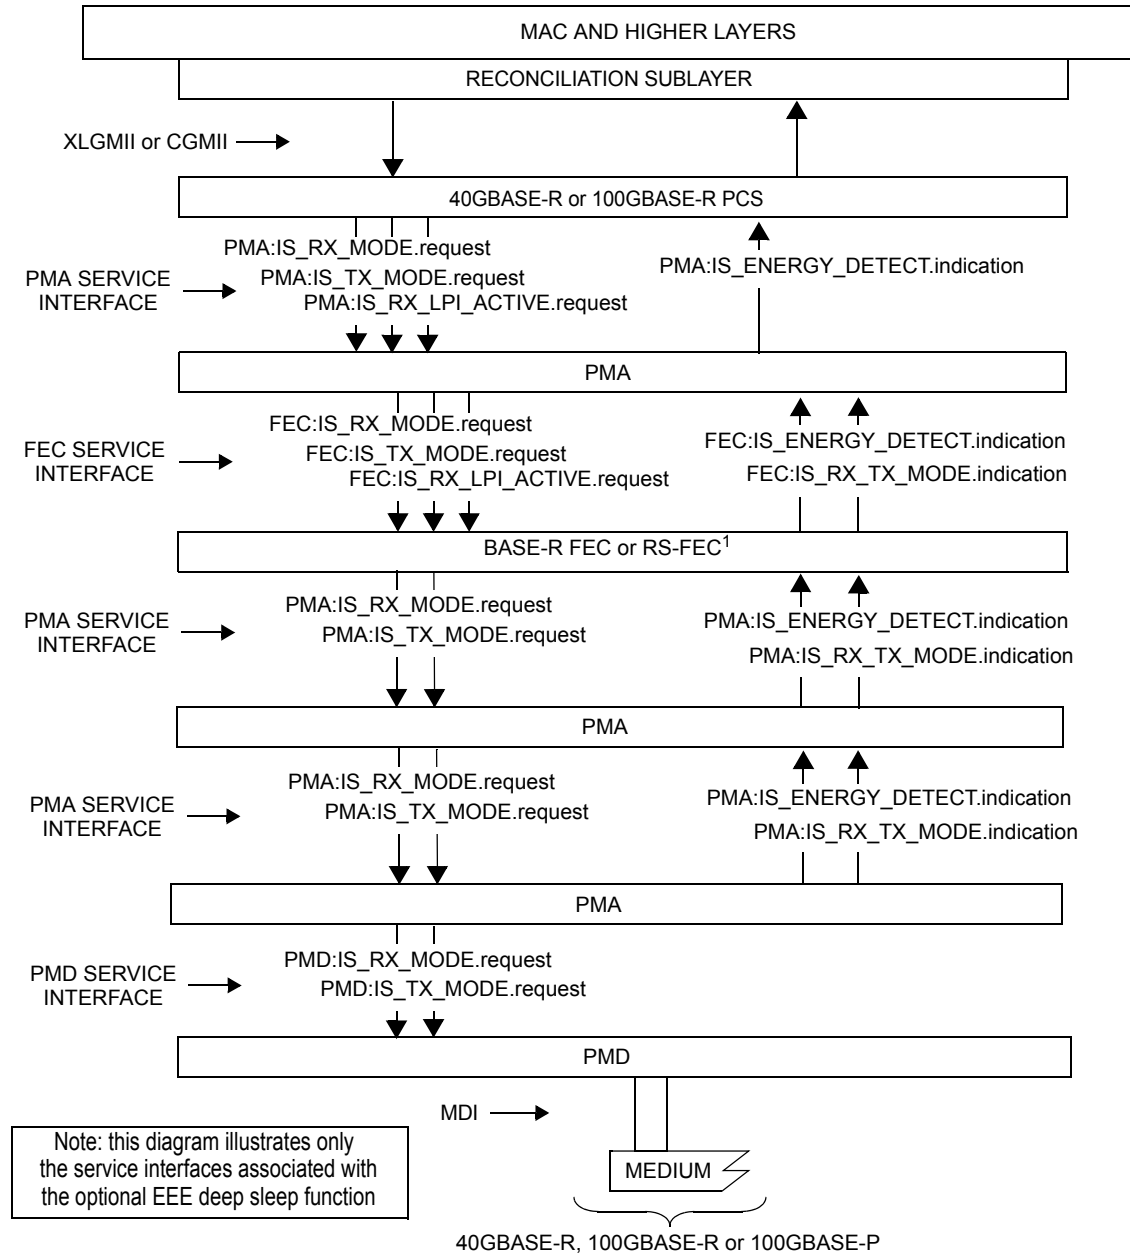 MAC AND HIGHER LAYERS
RECONCILIATION SUBLAYER
XLGMII or CGMII
40GBASE-R or 100GBASE-R PCS
PMA:IS_RX_MODE.request
PMA:IS_TX_MODE.request
PMA:IS_RX_LPI_ACTIVE.request
PMA:IS_ENERGY_DETECT.indication
PMA SERVICE
INTERFACE
PMA
FEC:IS_RX_MODE.request
FEC:IS_TX_MODE.request
FEC:IS_RX_LPI_ACTIVE.request
FEC:IS_ENERGY_DETECT.indication
FEC:IS_RX_TX_MODE.indication
FEC SERVICE
INTERFACE
BASE-R FEC or RS-FEC¹
PMA:IS_RX_MODE.request
PMA:IS_TX_MODE.request
PMA:IS_ENERGY_DETECT.indication
PMA:IS_RX_TX_MODE.indication
PMA SERVICE
INTERFACE
PMA
PMA:IS_RX_MODE.request
PMA:IS_TX_MODE.request
PMA:IS_ENERGY_DETECT.indication
PMA:IS_RX_TX_MODE.indication
PMA SERVICE
INTERFACE
PMA
PMD:IS_RX_MODE.request
PMD:IS_TX_MODE.request
PMD SERVICE
INTERFACE
PMD
MDI
Note: this diagram illustrates only
the service interfaces associated with
the optional EEE deep sleep function
MEDIUM
40GBASE-R, 100GBASE-R or 100GBASE-P